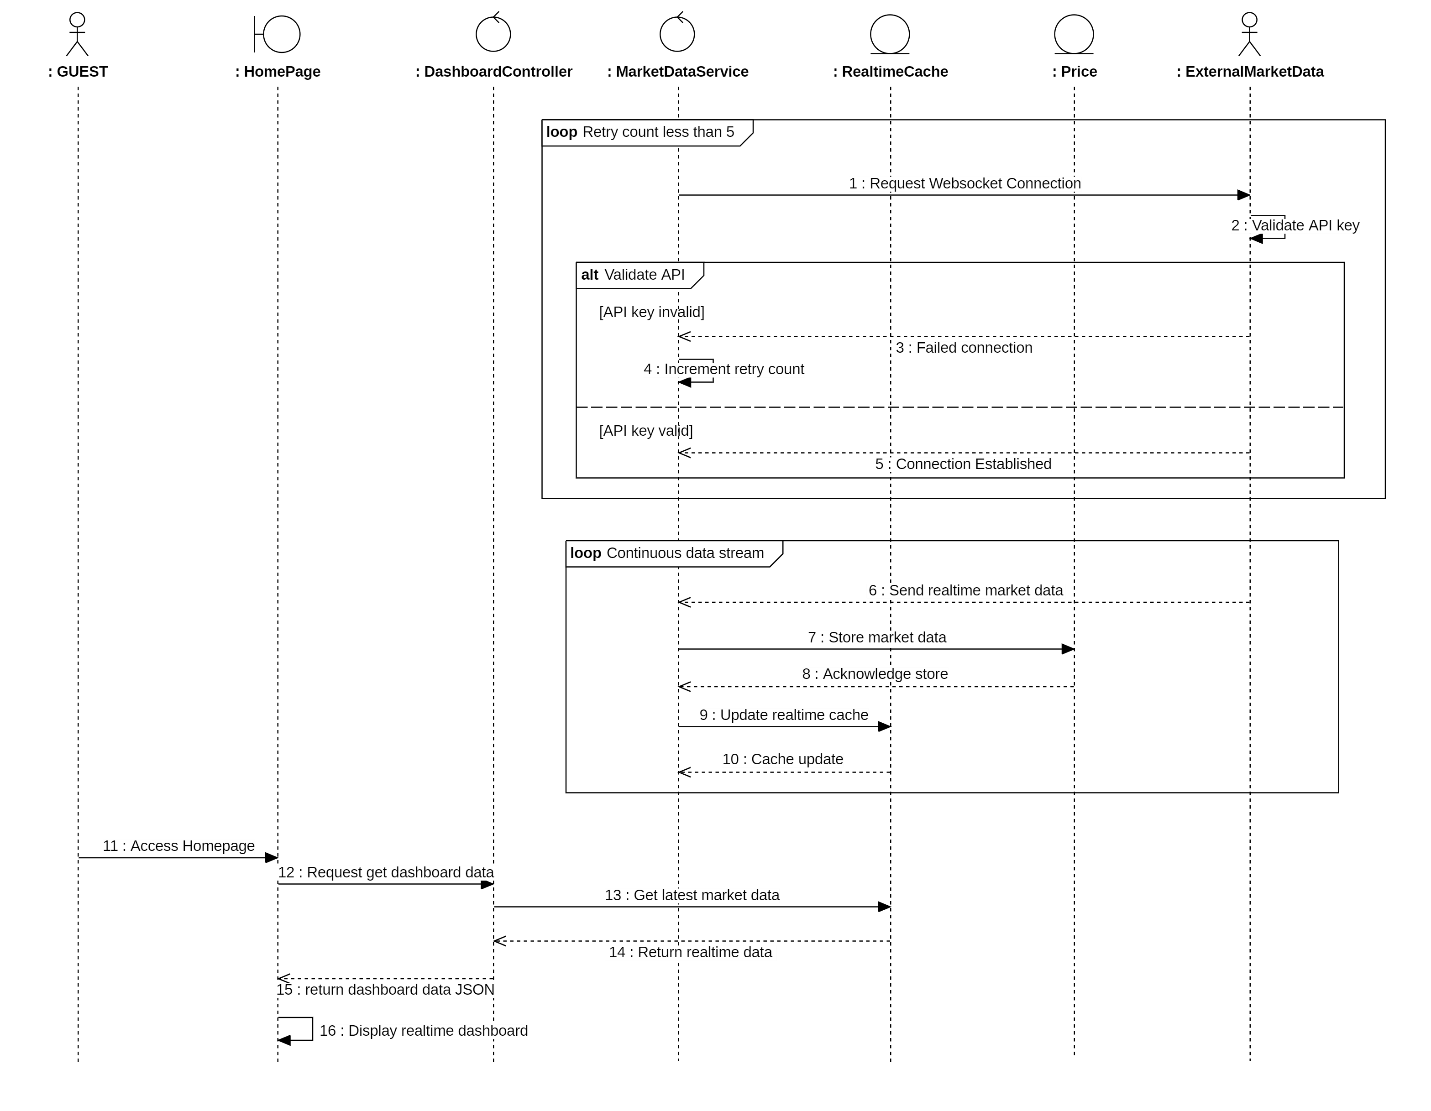 : GUEST
: HomePage
: DashboardController
: MarketDataService
: RealtimeCache
: Price
: ExternalMarketData
loop Retry count less than 5
1 : Request Websocket Connection
2 : Validate API key
alt Validate API
[API key invalid]
3 : Failed connection
4 : Increment retry count
[API key valid]
5 : Connection Established
loop Continuous data stream
6 : Send realtime market data
7 : Store market data
8 : Acknowledge store
9 : Update realtime cache
10 : Cache update
11 : Access Homepage
12 : Request get dashboard data
13 : Get latest market data
14 : Return realtime data
15 : return dashboard data JSON
16 : Display realtime dashboard